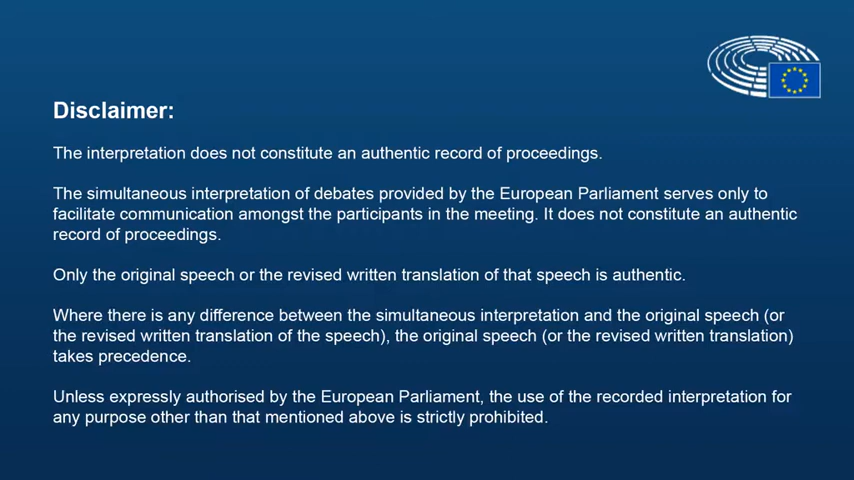 Disclaimer:
The interpretation does not constitute an authentic record of proceedings.
The simultaneous interpretation of debates provided by the European Parliament serves only to
facilitate communication amongst the participants in the meeting. It does not constitute an authentic
record of proceedings.
Only the original speech or the revised written translation of that speech is authentic.
Where there is any difference between the simultaneous interpretation and the original speech (or
the revised written translation of the speech), the original speech (or the revised written translation)
takes precedence.
Unless expressly authorised by the European Parliament, the use of the recorded interpretation for
any purpose other than that mentioned above is strictly prohibited.